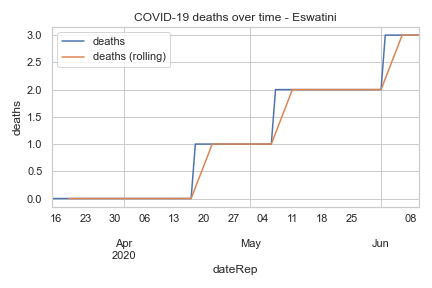 COVID-19 deaths over time - Eswatini
deaths
deaths (rolling)
deaths
3.0
2.5
2.0
1.5
1.0
0.5
0.0
16 23 30 06 13 20 27 04 11 18 25 08
Apr May Jun
2020
dateRep